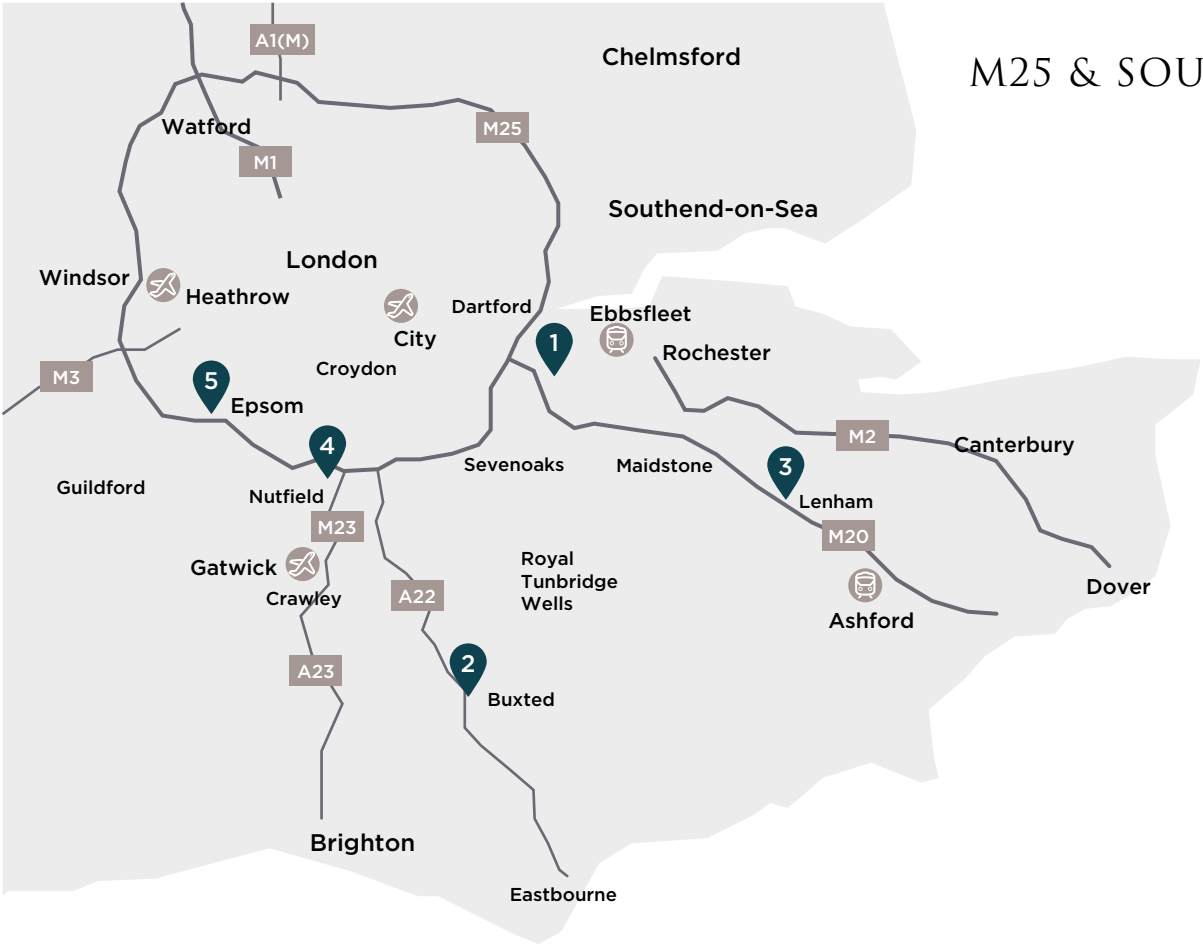 A1(M)
Chelmsford
M25 & SOU
Watford
M25
M1
Southend-on-Sea
London
Windsor
Heathrow
City
Dartford
Ebbsfleet
1
Rochester
Croydon
M3
5
Epsom
4
M2
Canterbury
Sevenoaks
Maidstone
3
Guildford
Nutfield
Lenham
M23
M20
Gatwick
Crawley
A22
Royal
Tunbridge
Wells
Dover
Ashford
A23
2
Buxted
Brighton
Eastbourne